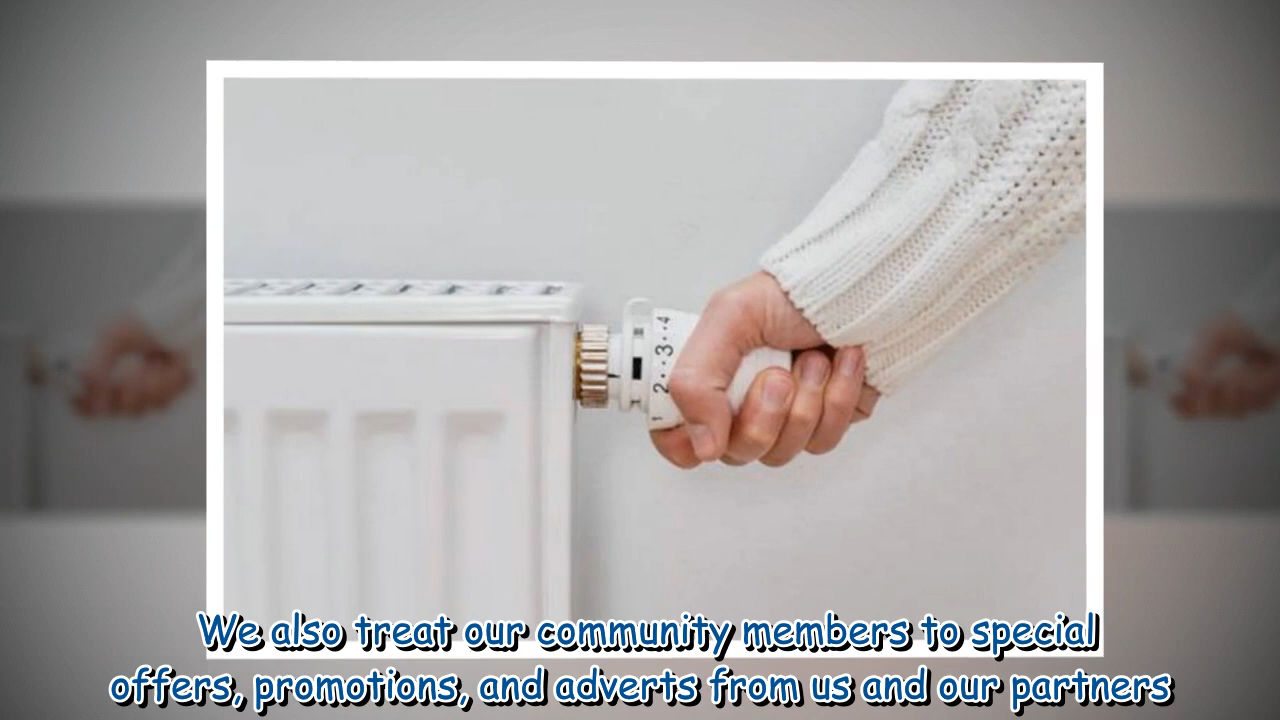 1 2··3··4
We also treat our community members to special
offers, promotions, and adverts from us and our partners